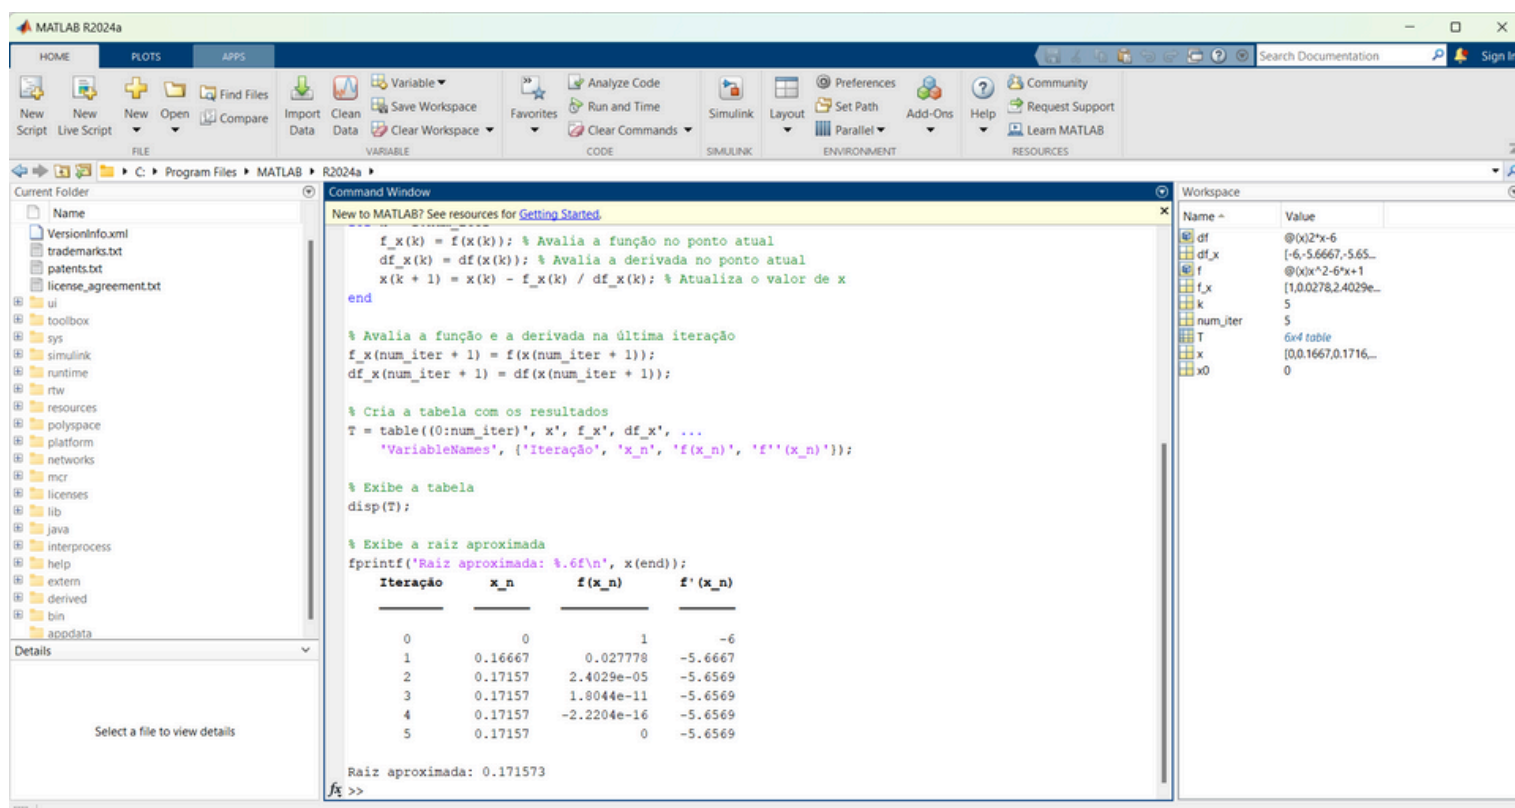 MATLAB R2024a
HOME PLOTS APPS
Search Documentation
Sign In
New Script
New Live Script
New
Open
Find Files
Compare
Import Data
Clean Data
Variable
Save Workspace
Clear Workspace
Favorites
Analyze Code
Run and Time
Clear Commands
Simulink
Layout
Preferences
Set Path
Parallel
Add-Ons
Help
Community
Request Support
Learn MATLAB
FILE VARIABLE CODE SIMULINK ENVIRONMENT RESOURCES
C: Program Files MATLAB R2024a
Current Folder
Name
VersionInfo.xml
trademarks.txt
patents.txt
license_agreement.txt
ui
toolbox
sys
simulink
runtime
rtw
resources
polyspace
platform
networks
mcr
licenses
lib
java
interprocess
help
extern
derived
bin
appdata
Details
Select a file to view details
Command Window
New to MATLAB? See resources for Getting Started.
f_x(k) = f(x(k)); % Avalia a função no ponto atual
df_x(k) = df(x(k)); % Avalia a derivada no ponto atual
x(k + 1) = x(k) - f_x(k) / df_x(k); % Atualiza o valor de x
end
% Avalia a função e a derivada na última iteração
f_x(num_iter + 1) = f(x(num_iter + 1));
df_x(num_iter + 1) = df(x(num_iter + 1));
% Cria a tabela com os resultados
T = table((0:num_iter)', x', f_x', df_x', ...
'VariableNames', {'Iteração', 'x_n', 'f(x_n)', 'f''(x_n)'});
% Exibe a tabela
disp(T);
% Exibe a raiz aproximada
fprintf('Raiz aproximada: %.6f\n', x(end));
Iteração x_n f(x_n) f'(x_n)
0 0 1 -6
1 0.16667 0.027778 -5.6667
2 0.17157 2.4029e-05 -5.6569
3 0.17157 1.8044e-11 -5.6569
4 0.17157 -2.2204e-16 -5.6569
5 0.17157 0 -5.6569
Raiz aproximada: 0.171573
fx >>
Workspace
Name Value
df @(x)2*x-6
df_x [-6,-5.6667,-5.65...
f @(x)x^2-6*x+1
f_x [1,0.0278,2.4029e...
k 5
num_iter 5
T 6x4 table
x [0,0.1667,0.1716,...
x0 0